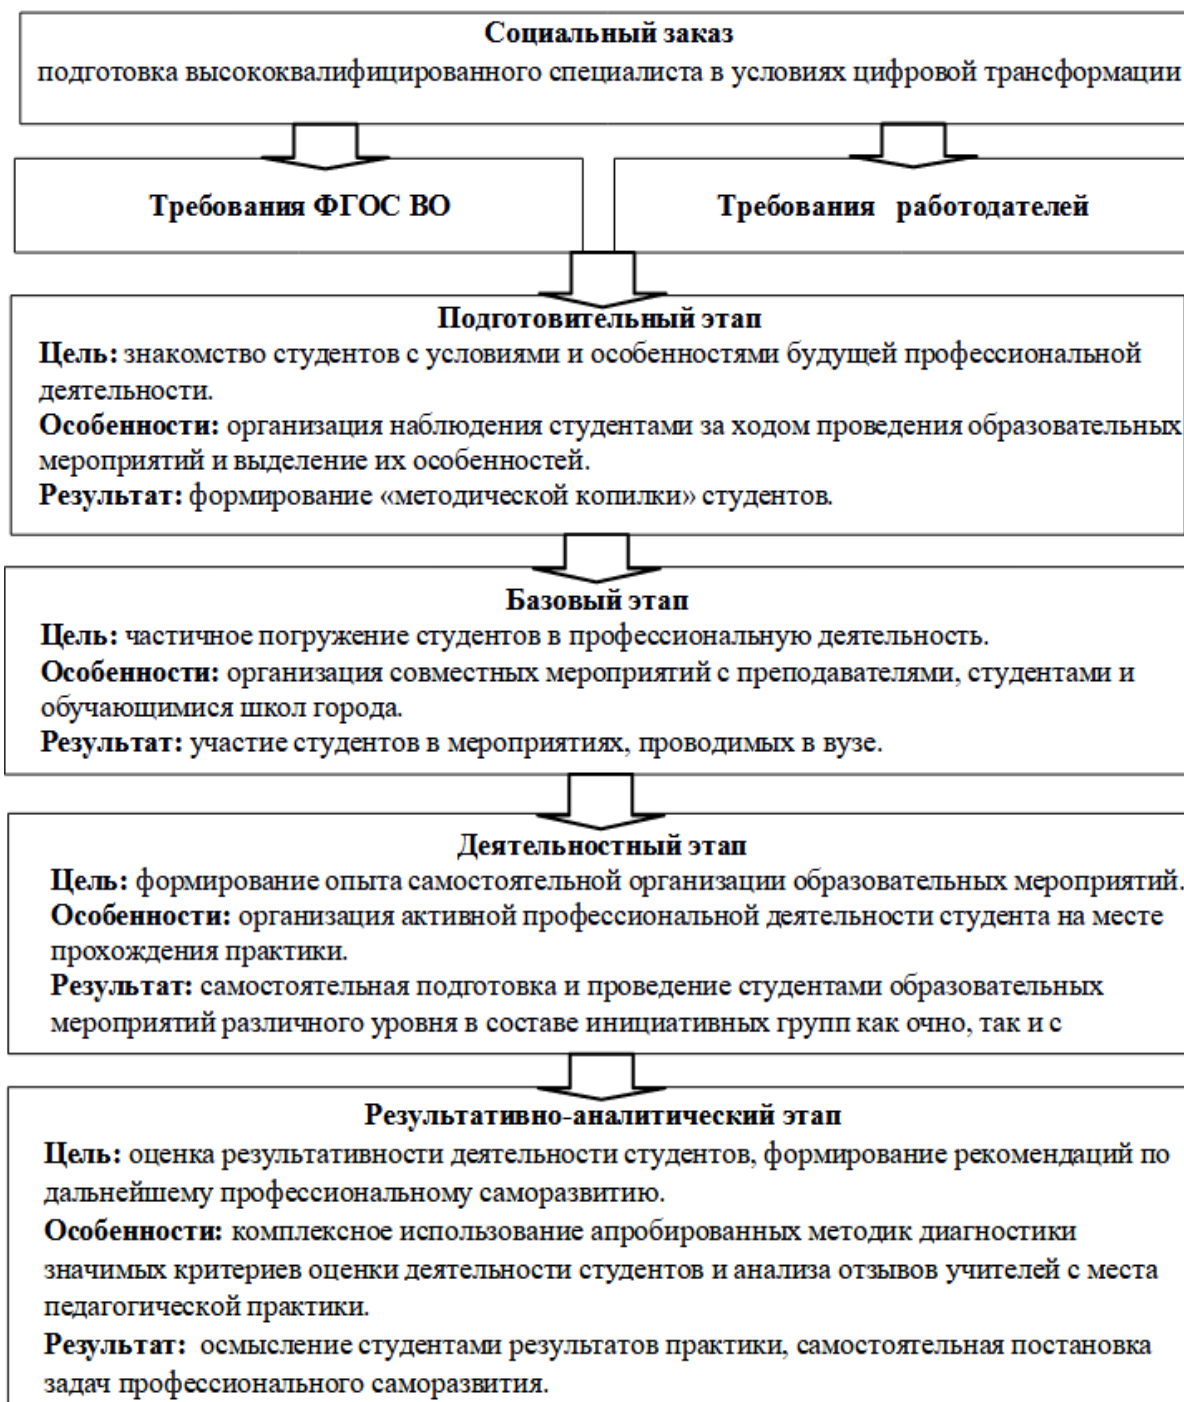 Социальный заказ
подготовка высококвалифицированного специалиста в условиях цифровой трансформации
Требования ФГОС ВО
Требования работодателей
Подготовительный этап
Цель: знакомство студентов с условиями и особенностями будущей профессиональной
деятельности.
Особенности: организация наблюдения студентами за ходом проведения образовательных
мероприятий и выделение их особенностей.
Результат: формирование «методической копилки» студентов.
Базовый этап
Цель: частичное погружение студентов в профессиональную деятельность.
Особенности: организация совместных мероприятий с преподавателями, студентами и
обучающимися школ города.
Результат: участие студентов в мероприятиях, проводимых в вузе.
Деятельностный этап
Цель: формирование опыта самостоятельной организации образовательных мероприятий.
Особенности: организация активной профессиональной деятельности студента на месте
прохождения практики.
Результат: самостоятельная подготовка и проведение студентами образовательных
мероприятий различного уровня в составе инициативных групп как очно, так и с
Результативно-аналитический этап
Цель: оценка результативности деятельности студентов, формирование рекомендаций по
дальнейшему профессиональному саморазвитию.
Особенности: комплексное использование апробированных методик диагностики
значимых критериев оценки деятельности студентов и анализа отзывов учителей с места
педагогической практики.
Результат: осмысление студентами результатов практики, самостоятельная постановка
задач профессионального саморазвития.